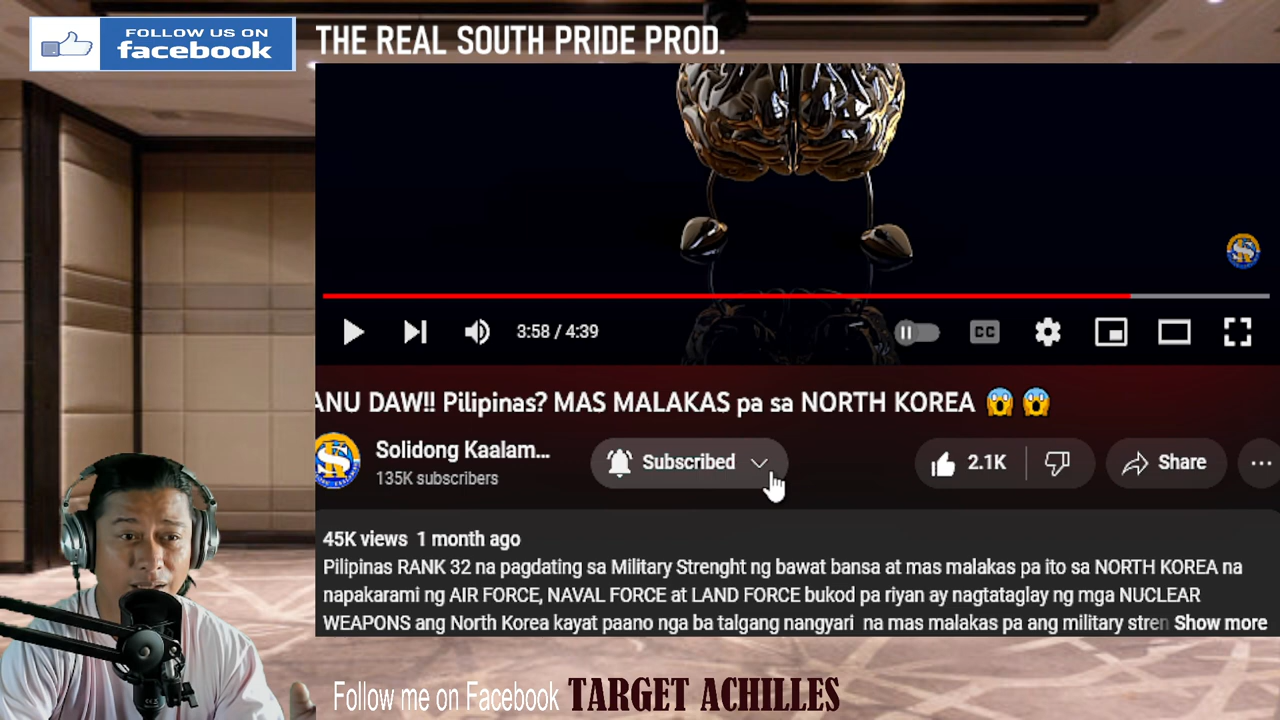 FOLLOW US ON
facebook
THE REAL SOUTH PRIDE PROD.
3:58 / 4:39
CC
ANU DAW!! Pilipinas? MAS MALAKAS pa sa NORTH KOREA 😱 😱
Solidong Kaalam...
135K subscribers
Subscribed
2.1K
Share
45K views 1 month ago
Pilipinas RANK 32 na pagdating sa Military Strenght ng bawat bansa at mas malakas pa ito sa NORTH KOREA na
napakarami ng AIR FORCE, NAVAL FORCE at LAND FORCE bukod pa riyan ay nagtataglay ng mga NUCLEAR
WEAPONS ang North Korea kayat paano nga ba talgang nangyari na mas malakas pa ang military stren Show more
Follow me on Facebook TARGET ACHILLES